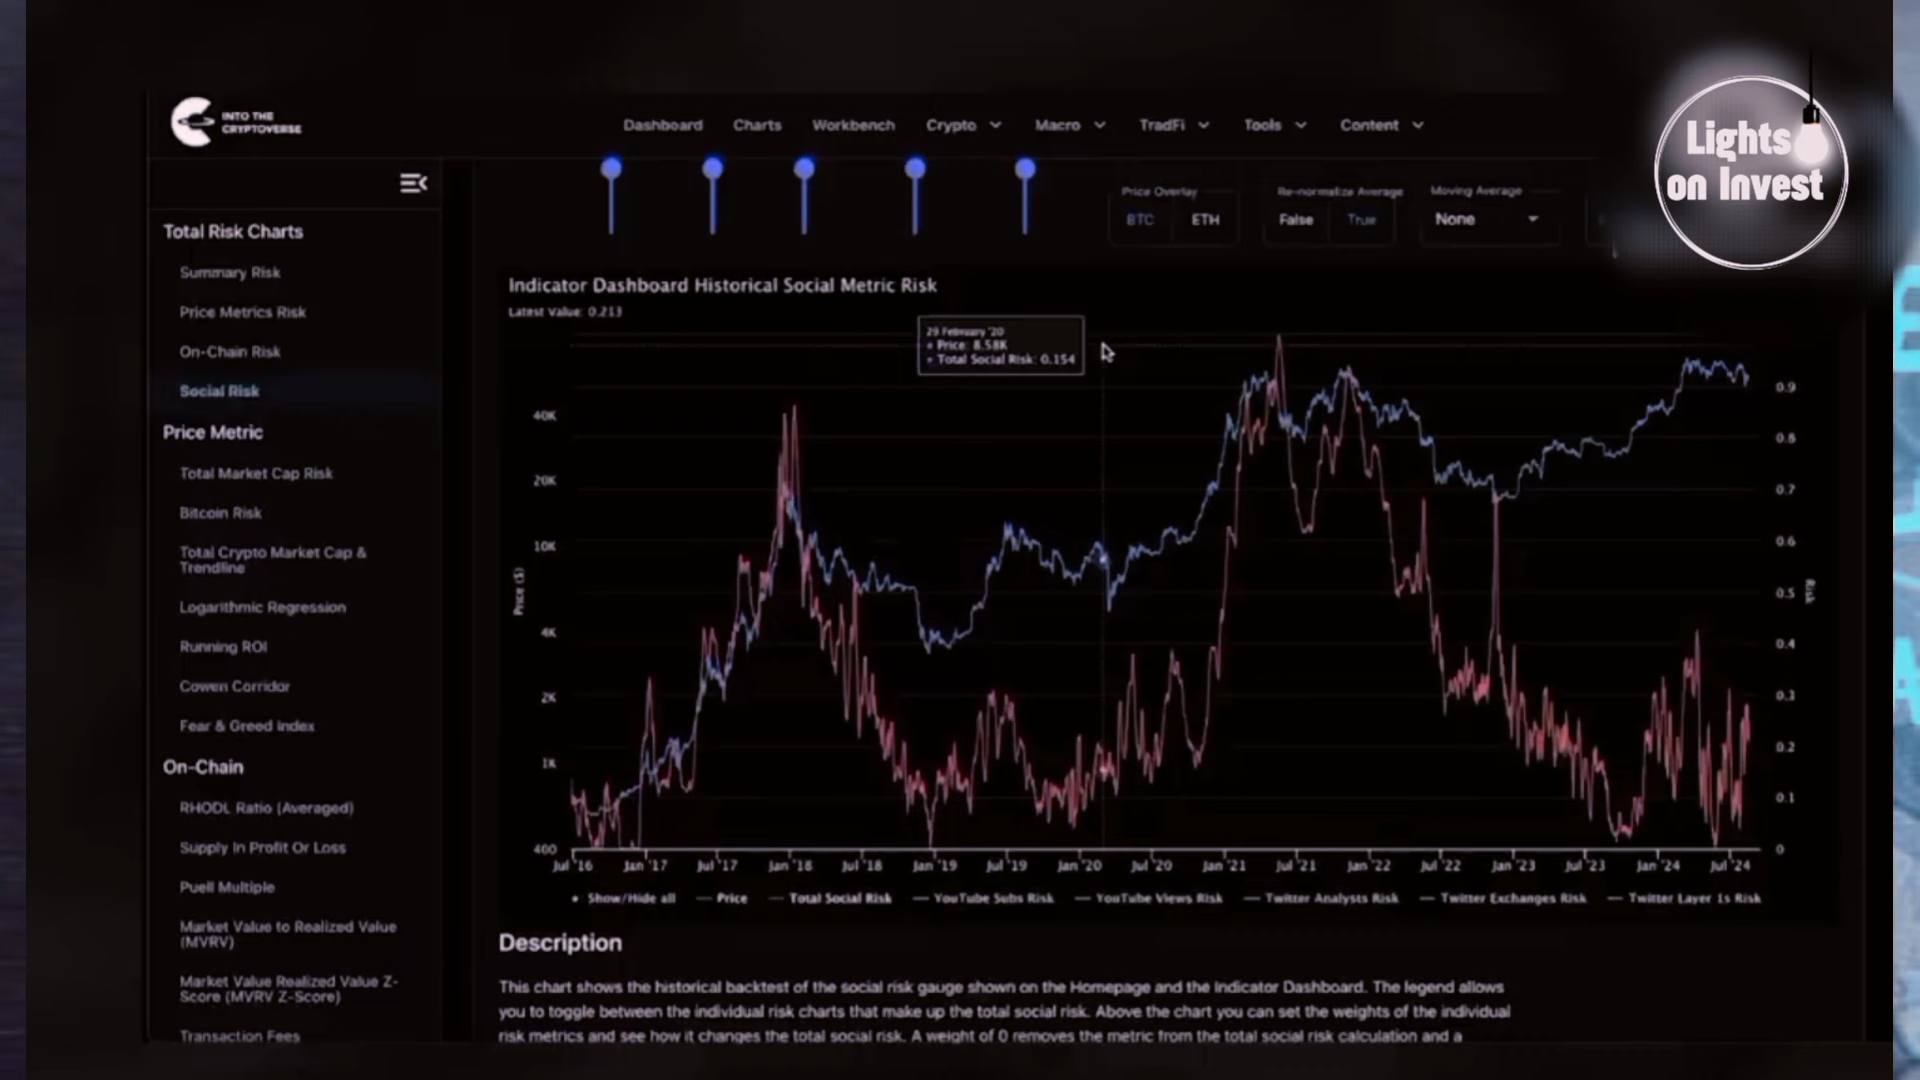 Lights
on Invest
INTO THE
CRYPTOVERSE
Dashboard Charts Workbench Crypto Macro TradFi Tools Content
Price Overlay Re-normalize Average Moving Average
BTC ETH False True None
Total Risk Charts
Summary Risk
Price Metrics Risk
On-Chain Risk
Social Risk
Price Metric
Total Market Cap Risk
Bitcoin Risk
Total Crypto Market Cap &
Trendline
Logarithmic Regression
Running ROI
Cowen Corridor
Fear & Greed Index
On-Chain
RHODL Ratio (Averaged)
Supply In Profit Or Loss
Puell Multiple
Market Value to Realized Value
(MVRV)
Market Value Realized Value Z-
Score (MVRV Z-Score)
Transaction Fees
Indicator Dashboard Historical Social Metric Risk
Latest Value: 0.213
29 February '20
• Price: 8.58K
• Total Social Risk: 0.154
40K
20K
10K
4K
2K
1K
400
Price ($)
0.9
0.8
0.7
0.6
0.5
0.4
0.3
0.2
0.1
0
Risk
Jul '16 Jan '17 Jul '17 Jan '18 Jul '18 Jan '19 Jul '19 Jan '20 Jul '20 Jan '21 Jul '21 Jan '22 Jul '22 Jan '23 Jul '23 Jan '24 Jul '24
Show/Hide all Price Total Social Risk YouTube Subs Risk YouTube Views Risk Twitter Analysts Risk Twitter Exchanges Risk Twitter Layer 1s Risk
Description
This chart shows the historical backtest of the social risk gauge shown on the Homepage and the Indicator Dashboard. The legend allows
you to toggle between the individual risk charts that make up the total social risk. Above the chart you can set the weights of the individual
risk metrics and see how it changes the total social risk. A weight of 0 removes the metric from the total social risk calculation and a